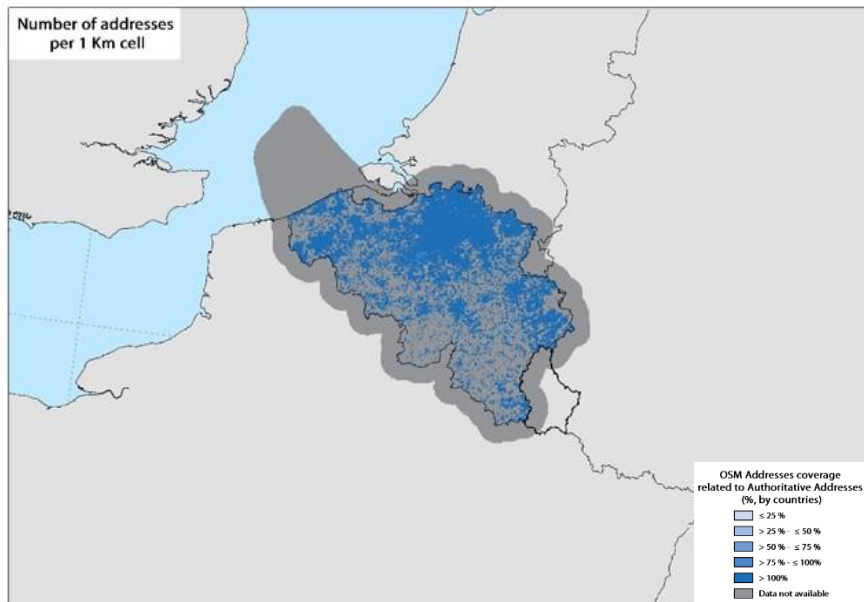 Number of addresses
per 1 Km cell
OSM Addresses coverage
related to Authoritative Addresses
(%, by countries)
≤ 25 %
> 25 % - ≤ 50 %
> 50 % - ≤ 75 %
> 75 % - ≤ 100%
> 100%
Data not available